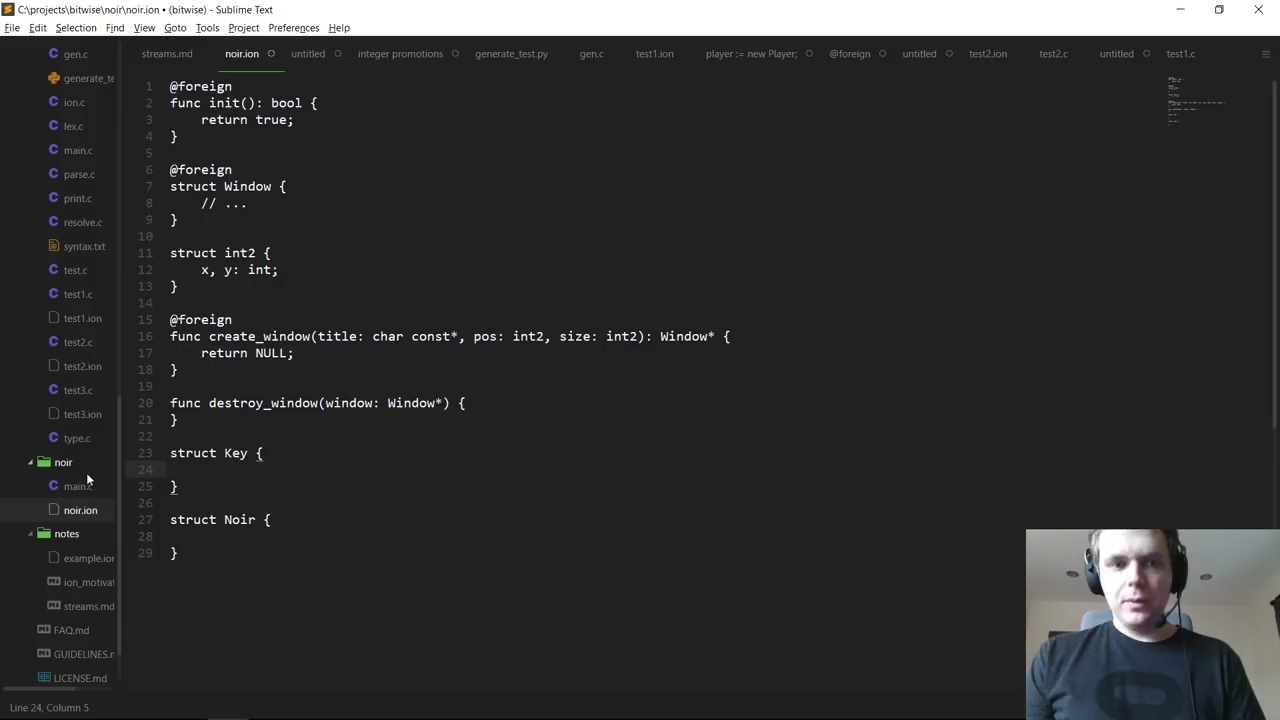 C:\projects\bitwise\noir\noir.ion • (bitwise) - Sublime Text
File Edit Selection Find View Goto Tools Project Preferences Help
streams.md noir.ion untitled integer promotions generate_test.py gen.c test1.ion player := new Player; @foreign untitled test2.ion test2.c untitled test1.c
gen.c
generate_te
ion.c
lex.c
main.c
parse.c
print.c
resolve.c
syntax.txt
test.c
test1.c
test1.ion
test2.c
test2.ion
test3.c
test3.ion
type.c
noir
main.c
noir.ion
notes
example.ion
ion_motivat
streams.md
FAQ.md
GUIDELINES.m
LICENSE.md
1 @foreign
2 func init(): bool {
3 return true;
4 }
5
6 @foreign
7 struct Window {
8 // ...
9 }
10
11 struct int2 {
12 x, y: int;
13 }
14
15 @foreign
16 func create_window(title: char const*, pos: int2, size: int2): Window* {
17 return NULL;
18 }
19
20 func destroy_window(window: Window*) {
21 }
22
23 struct Key {
24
25 }
26
27 struct Noir {
28
29 }
Line 24, Column 5